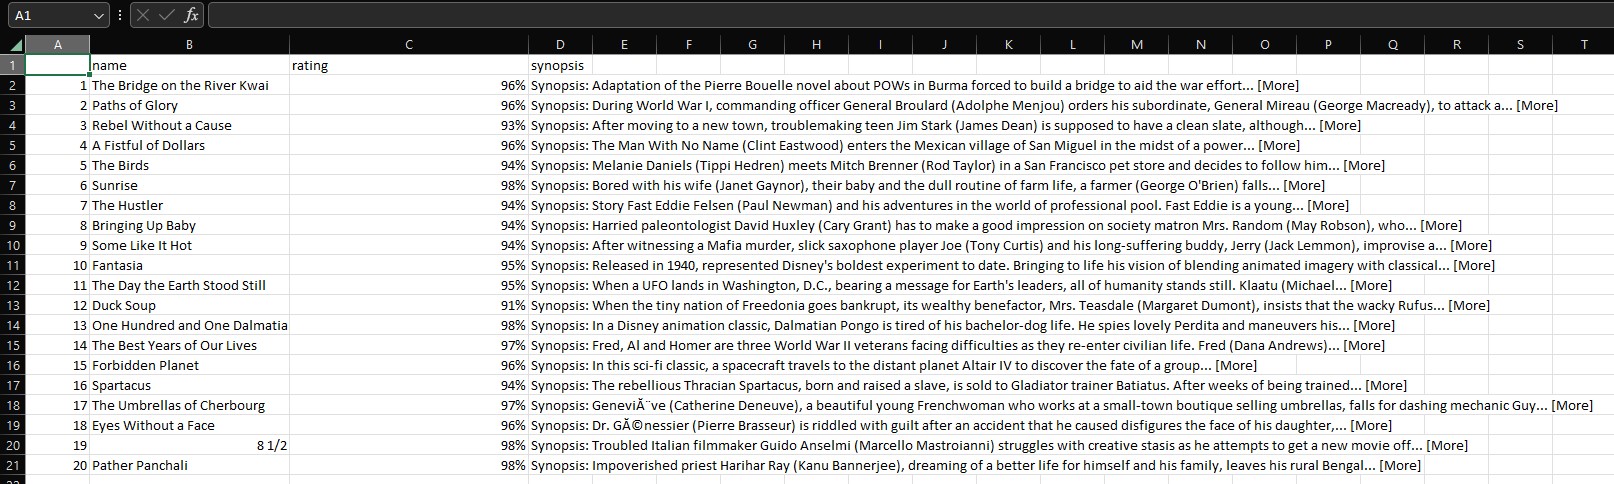 A1 fx
A B C D E F G H I J K L M N O P Q R S T
1 name rating synopsis
2 1 The Bridge on the River Kwai 96% Synopsis: Adaptation of the Pierre Bouelle novel about POWs in Burma forced to build a bridge to aid the war effort... [More]
3 2 Paths of Glory 96% Synopsis: During World War I, commanding officer General Broulard (Adolphe Menjou) orders his subordinate, General Mireau (George Macready), to attack a... [More]
4 3 Rebel Without a Cause 93% Synopsis: After moving to a new town, troublemaking teen Jim Stark (James Dean) is supposed to have a clean slate, although... [More]
5 4 A Fistful of Dollars 96% Synopsis: The Man With No Name (Clint Eastwood) enters the Mexican village of San Miguel in the midst of a power... [More]
6 5 The Birds 94% Synopsis: Melanie Daniels (Tippi Hedren) meets Mitch Brenner (Rod Taylor) in a San Francisco pet store and decides to follow him... [More]
7 6 Sunrise 98% Synopsis: Bored with his wife (Janet Gaynor), their baby and the dull routine of farm life, a farmer (George O'Brien) falls... [More]
8 7 The Hustler 94% Synopsis: Story Fast Eddie Felsen (Paul Newman) and his adventures in the world of professional pool. Fast Eddie is a young... [More]
9 8 Bringing Up Baby 94% Synopsis: Harried paleontologist David Huxley (Cary Grant) has to make a good impression on society matron Mrs. Random (May Robson), who... [More]
10 9 Some Like It Hot 94% Synopsis: After witnessing a Mafia murder, slick saxophone player Joe (Tony Curtis) and his long-suffering buddy, Jerry (Jack Lemmon), improvise a... [More]
11 10 Fantasia 95% Synopsis: Released in 1940, represented Disney's boldest experiment to date. Bringing to life his vision of blending animated imagery with classical... [More]
12 11 The Day the Earth Stood Still 95% Synopsis: When a UFO lands in Washington, D.C., bearing a message for Earth's leaders, all of humanity stands still. Klaatu (Michael... [More]
13 12 Duck Soup 91% Synopsis: When the tiny nation of Freedonia goes bankrupt, its wealthy benefactor, Mrs. Teasdale (Margaret Dumont), insists that the wacky Rufus... [More]
14 13 One Hundred and One Dalmatia 98% Synopsis: In a Disney animation classic, Dalmatian Pongo is tired of his bachelor-dog life. He spies lovely Perdita and maneuvers his... [More]
15 14 The Best Years of Our Lives 97% Synopsis: Fred, Al and Homer are three World War II veterans facing difficulties as they re-enter civilian life. Fred (Dana Andrews)... [More]
16 15 Forbidden Planet 96% Synopsis: In this sci-fi classic, a spacecraft travels to the distant planet Altair IV to discover the fate of a group... [More]
17 16 Spartacus 94% Synopsis: The rebellious Thracian Spartacus, born and raised a slave, is sold to Gladiator trainer Batiatus. After weeks of being trained... [More]
18 17 The Umbrellas of Cherbourg 97% Synopsis: GeneviĂ¨ve (Catherine Deneuve), a beautiful young Frenchwoman who works at a small-town boutique selling umbrellas, falls for dashing mechanic Guy... [More]
19 18 Eyes Without a Face 96% Synopsis: Dr. GĂ©nessier (Pierre Brasseur) is riddled with guilt after an accident that he caused disfigures the face of his daughter,... [More]
20 19 8 1/2 98% Synopsis: Troubled Italian filmmaker Guido Anselmi (Marcello Mastroianni) struggles with creative stasis as he attempts to get a new movie off... [More]
21 20 Pather Panchali 98% Synopsis: Impoverished priest Harihar Ray (Kanu Bannerjee), dreaming of a better life for himself and his family, leaves his rural Bengal... [More]